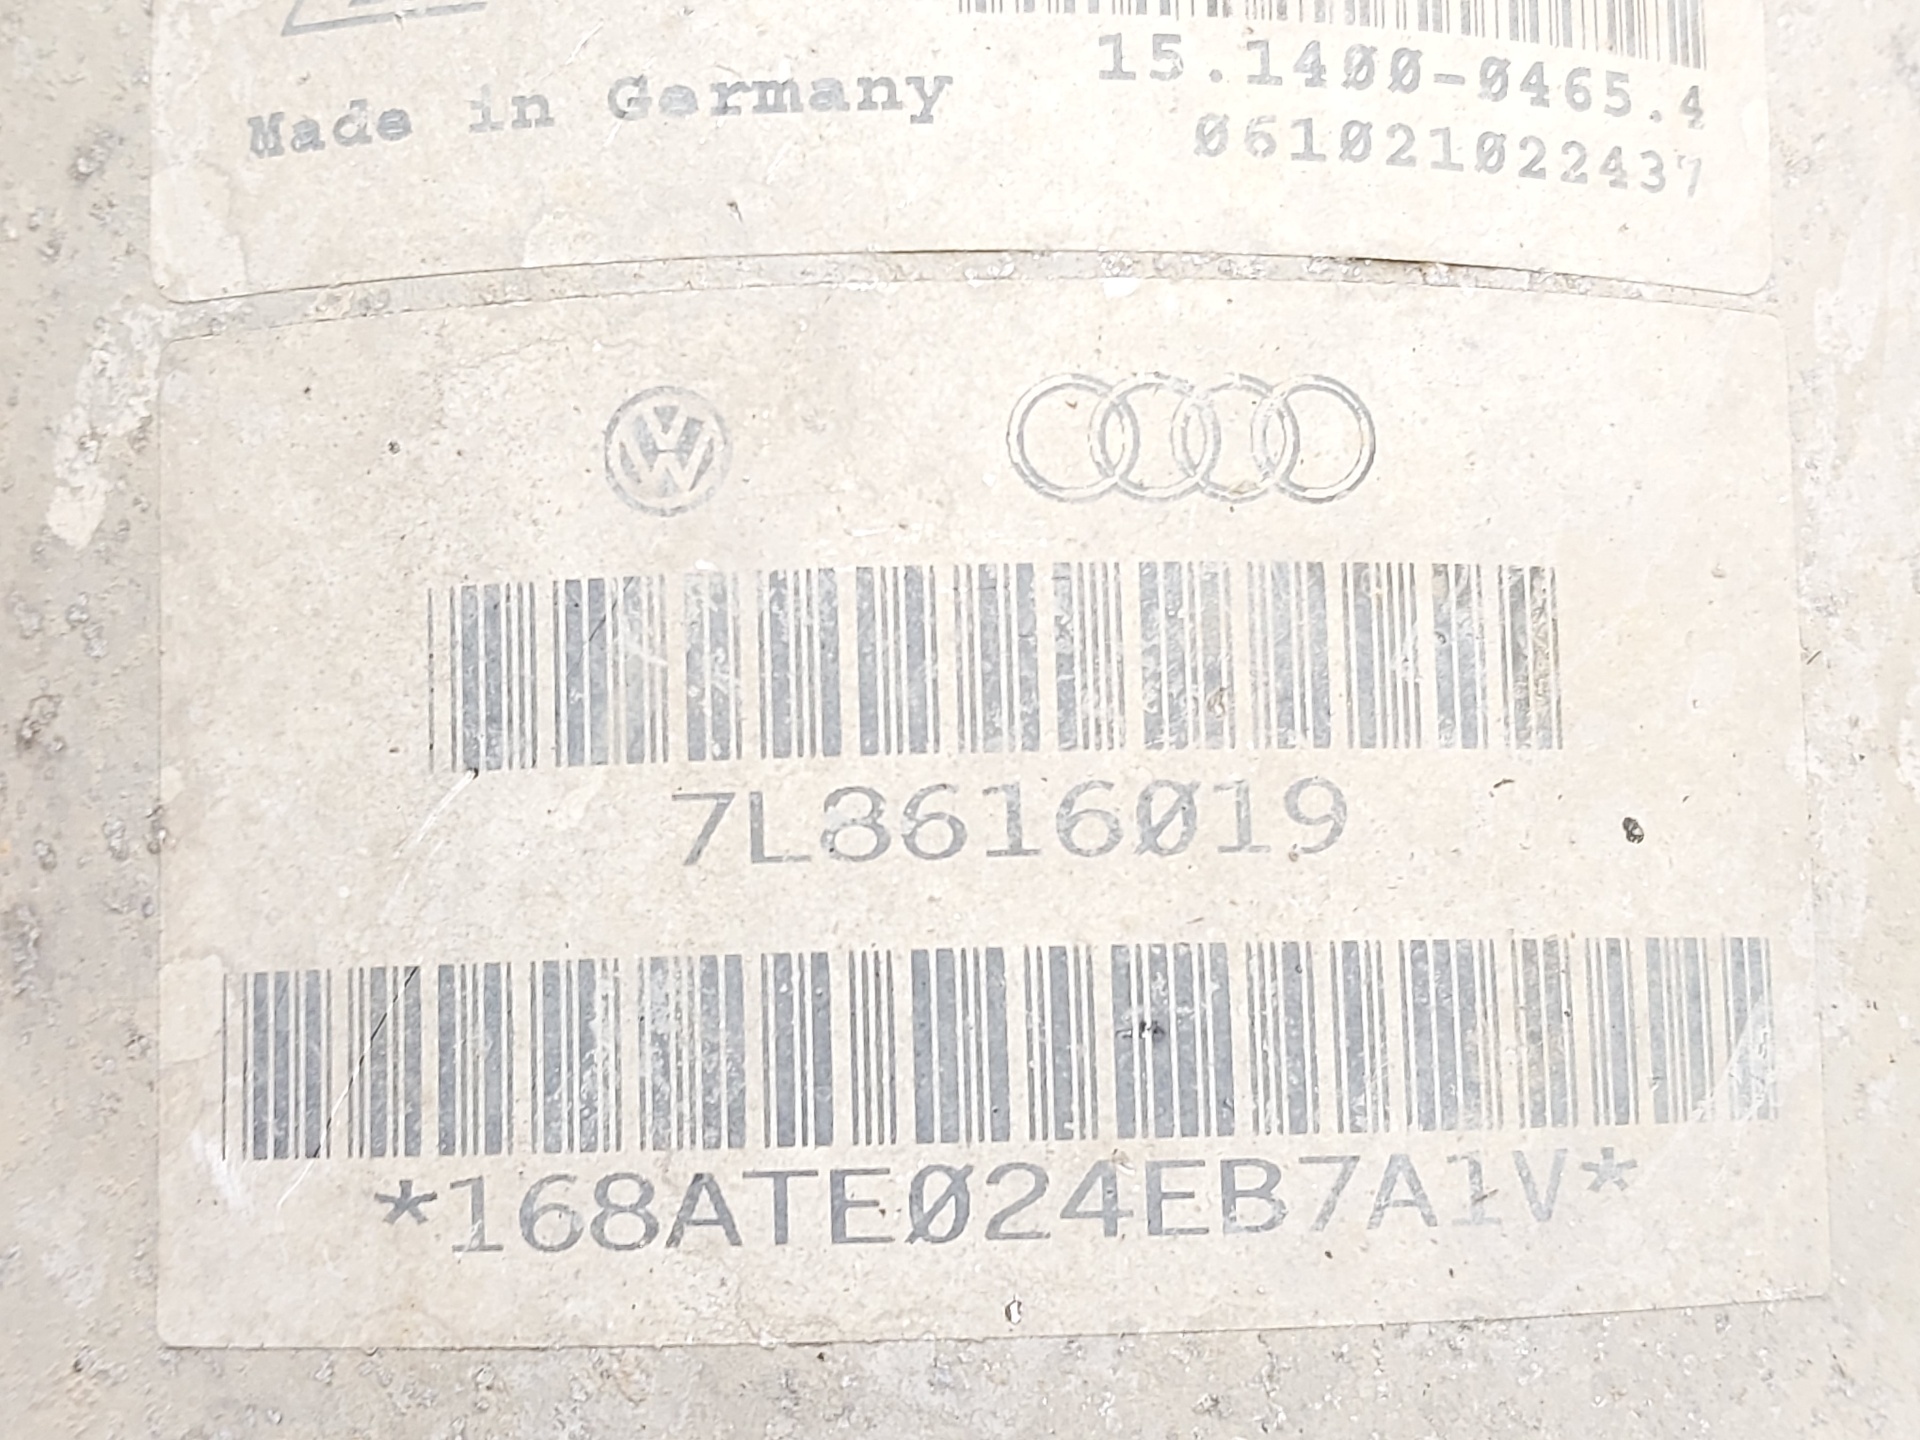 Made in Germany
15.1400-0465.4
061021022437
7L8616019
*168ATE024EB7A1V*